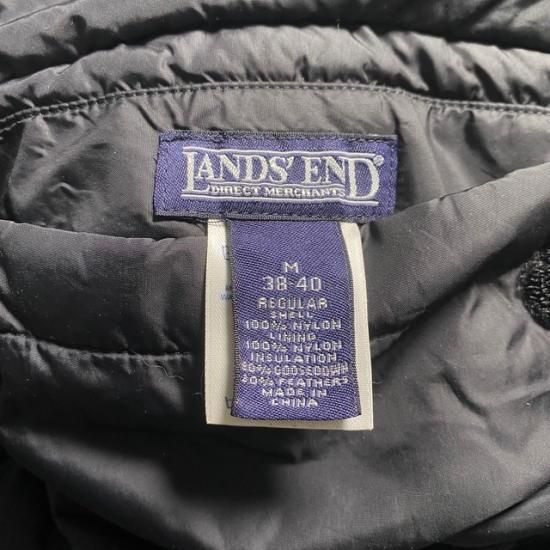 LANDS' END®
DIRECT MERCHANTS
M
38-40
REGULAR
SHELL
100% NYLON
LINING
100% NYLON
INSULATION
80% GOOSEDOWN
20% FEATHERS
MADE IN
CHINA